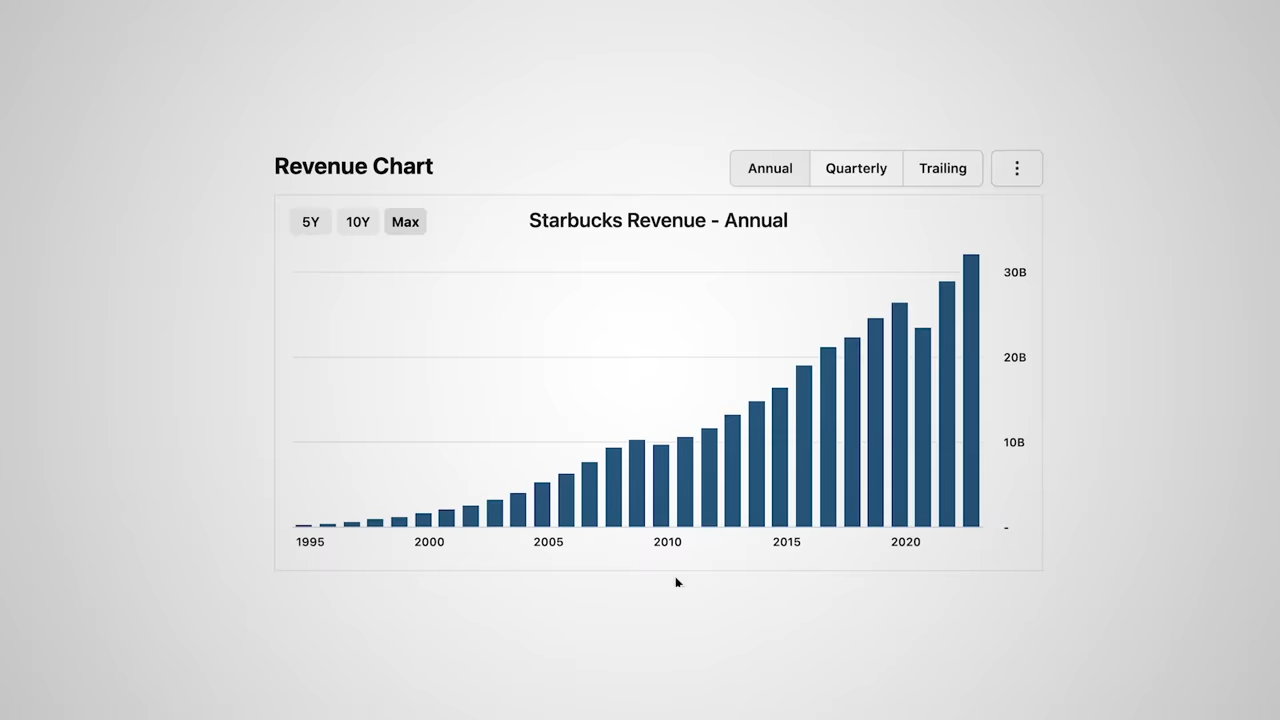 Revenue Chart
Annual
Quarterly
Trailing
5Y
10Y
Max
Starbucks Revenue - Annual
30B
20B
10B
-
1995
2000
2005
2010
2015
2020